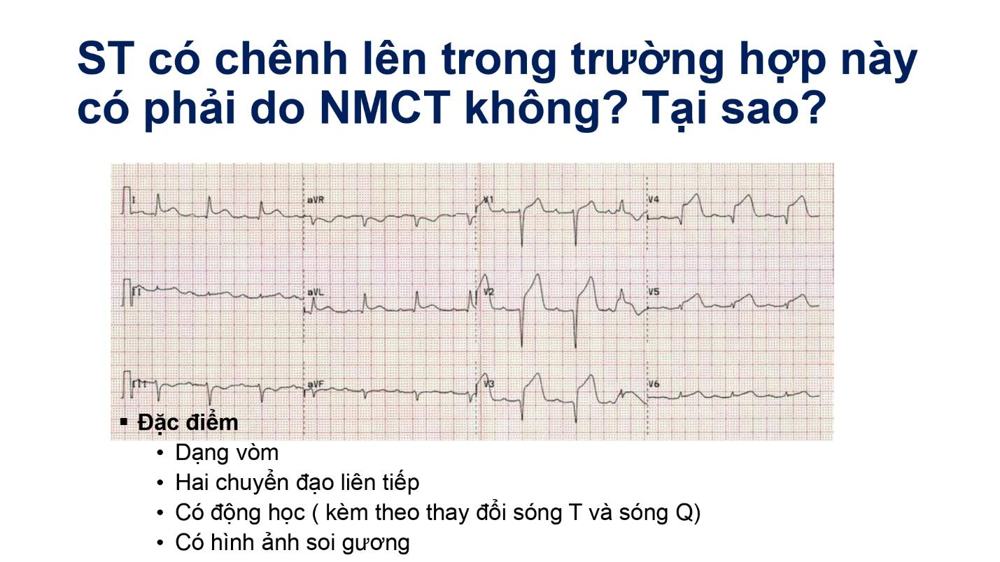 ST có chênh lên trong trường hợp này
có phải do NMCT không? Tại sao?
I
aVR
V1
V4
II
aVL
V2
V5
III
aVF
V3
V6
▪ Đặc điểm
• Dạng vòm
• Hai chuyển đạo liên tiếp
• Có động học ( kèm theo thay đổi sóng T và sóng Q)
• Có hình ảnh soi gương